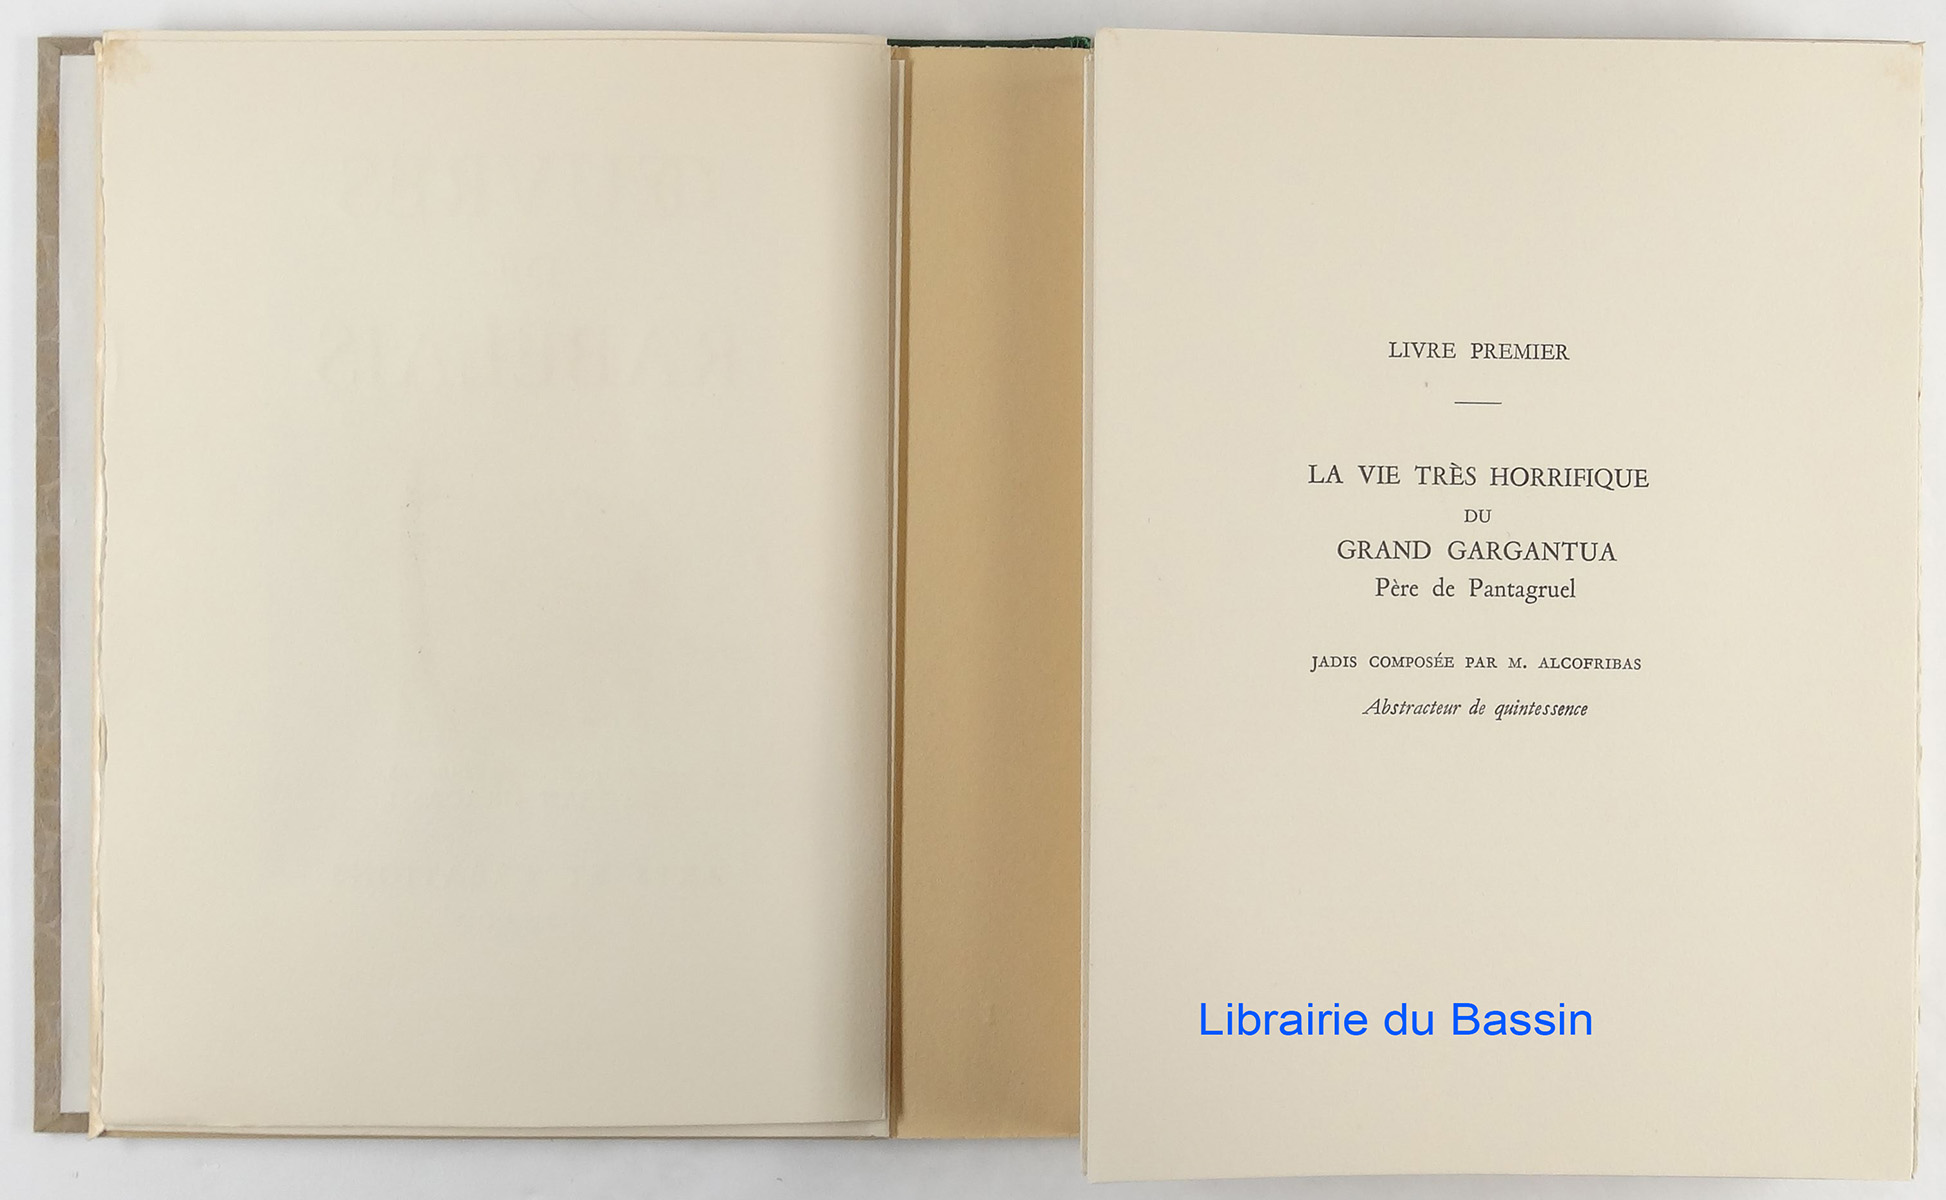 LIVRE PREMIER
LA VIE TRÈS HORRIFIQUE
DU
GRAND GARGANTUA
Père de Pantagruel
JADIS COMPOSÉE PAR M. ALCOFRIBAS
Abstracteur de quintessence
Librairie du Bassin